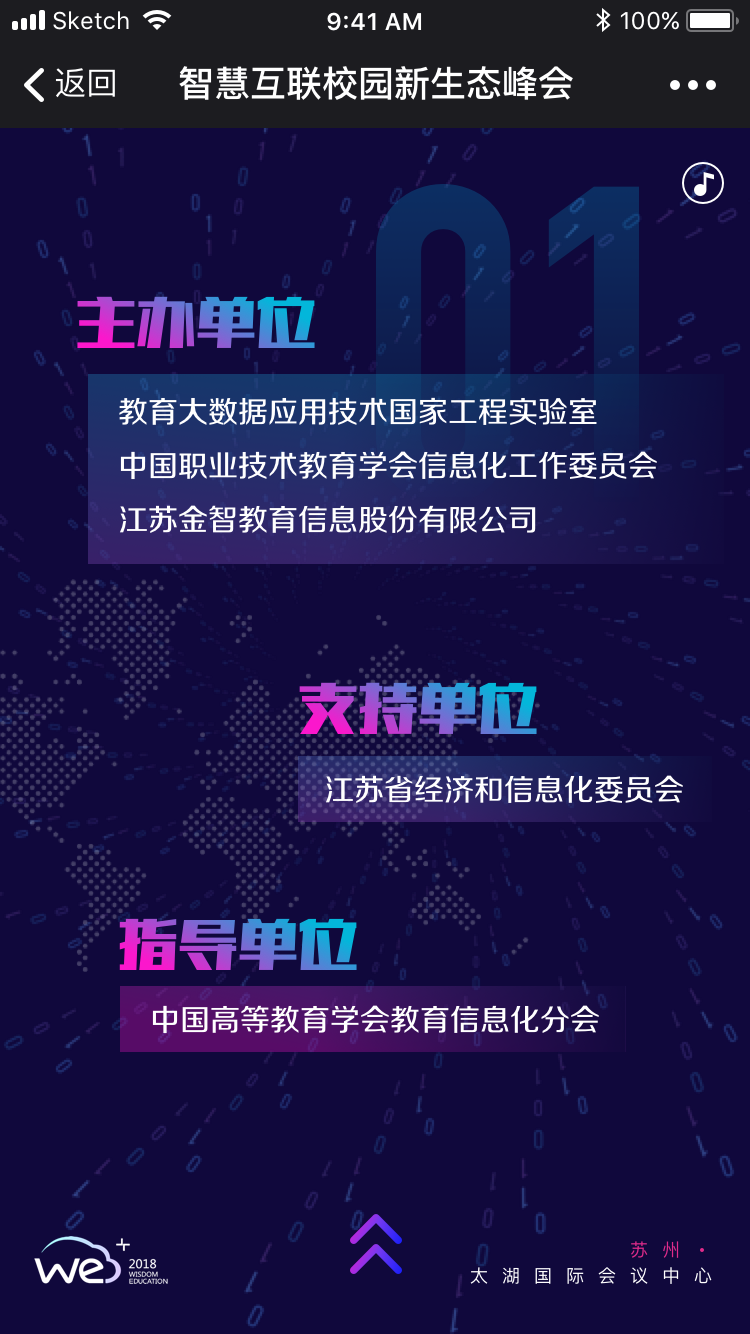 Sketch 9:41 AM 100%
返回 智慧互联校园新生态峰会
01
主办单位
教育大数据应用技术国家工程实验室
中国职业技术教育学会信息化工作委员会
江苏金智教育信息股份有限公司
支持单位
江苏省经济和信息化委员会
指导单位
中国高等教育学会教育信息化分会
we+ 2018
WISDOM
EDUCATION
苏州·
太湖国际会议中心